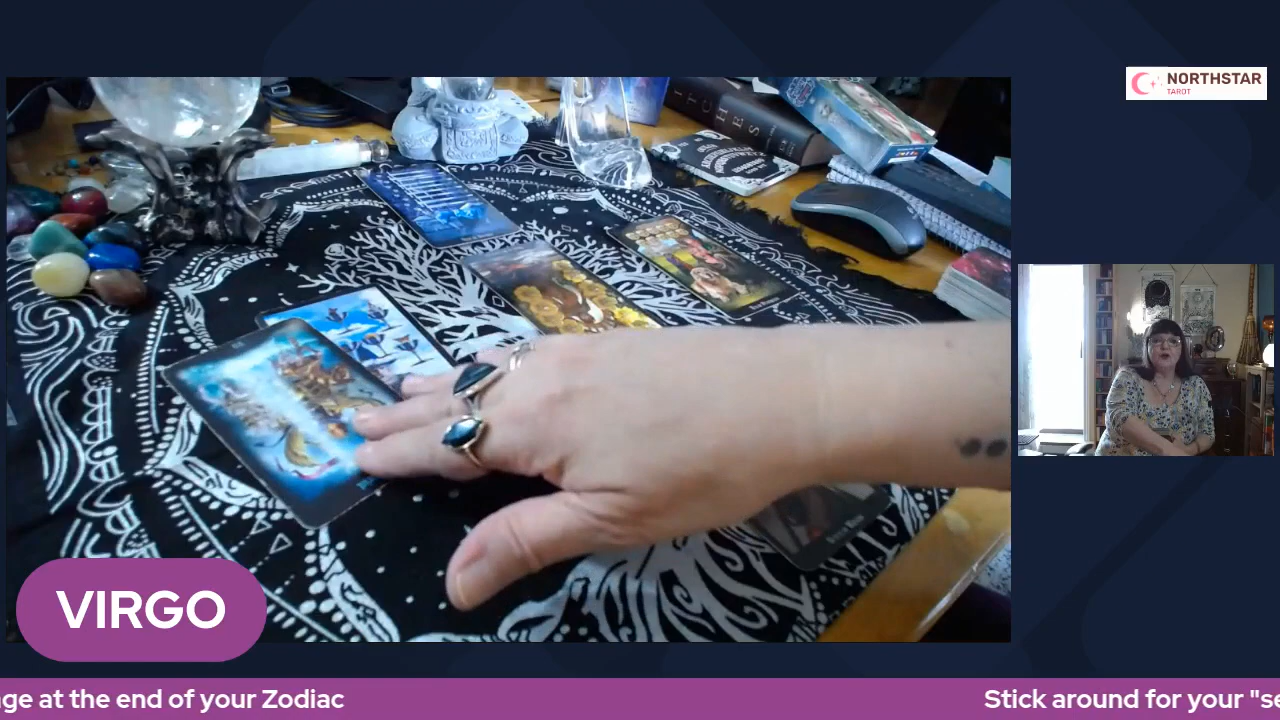 NORTHSTAR
TAROT
VIRGO
ge at the end of your Zodiac
Stick around for your "se